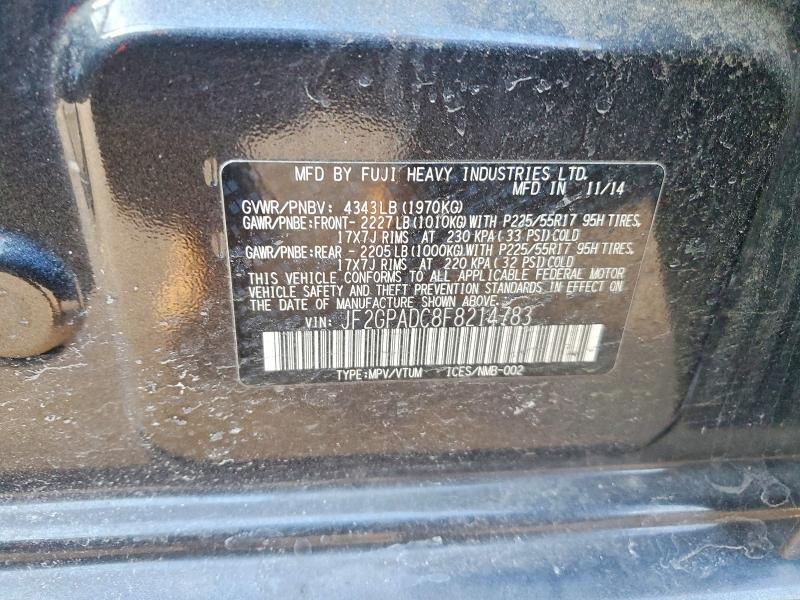 MFD BY FUJI HEAVY INDUSTRIES LTD.
MFD IN 11/14
GVWR/PNBV: 4343LB (1970KG)
GAWR/PNBE: FRONT- 2227LB (1010KG) WITH P225/55R17 95H TIRES,
17X7J RIMS AT 230 KPA (33 PSI) COLD
GAWR/PNBE: REAR - 2205LB (1000KG) WITH P225/55R17 95H TIRES,
17X7J RIMS AT 220 KPA (32 PSI) COLD
THIS VEHICLE CONFORMS TO ALL APPLICABLE FEDERAE MOTOR
VEHICLE SAFETY AND THEFT PREVENTION STANDARDS IN EFFECT ON
THE DATE OF MANUFACTURE SHOWN ABOVE.
VIN: JF2GPADC8F8214783
TYPE:MPV/VTUM ICES/NMB-002